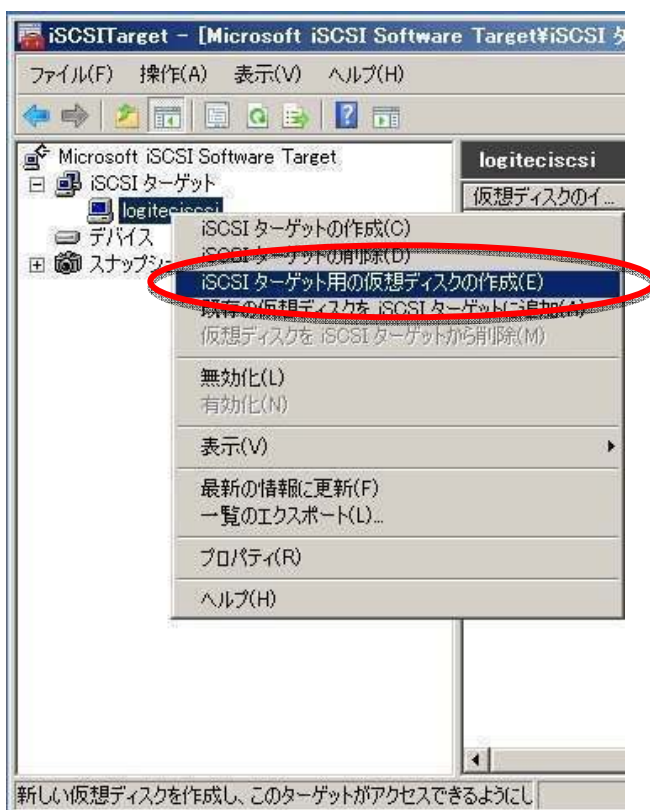 iSCSITarget - [Microsoft iSCSI Software Target¥iSCSI タ
ファイル(F) 操作(A) 表示(V) ヘルプ(H)
Microsoft iSCSI Software Target
iSCSI ターゲット
logiteciscsi
デバイス
スナップショ
logiteciscsi
仮想ディスクのイ...
iSCSI ターゲットの作成(C)
iSCSI ターゲットの削除(D)
iSCSI ターゲット用の仮想ディスクの作成(E)
既存の仮想ディスクを iSCSI ターゲットに追加(A)
仮想ディスクを iSCSI ターゲットから削除(M)
無効化(L)
有効化(N)
表示(V)
最新の情報に更新(F)
一覧のエクスポート(L)...
プロパティ(R)
ヘルプ(H)
新しい仮想ディスクを作成し、このターゲットがアクセスできるようにし